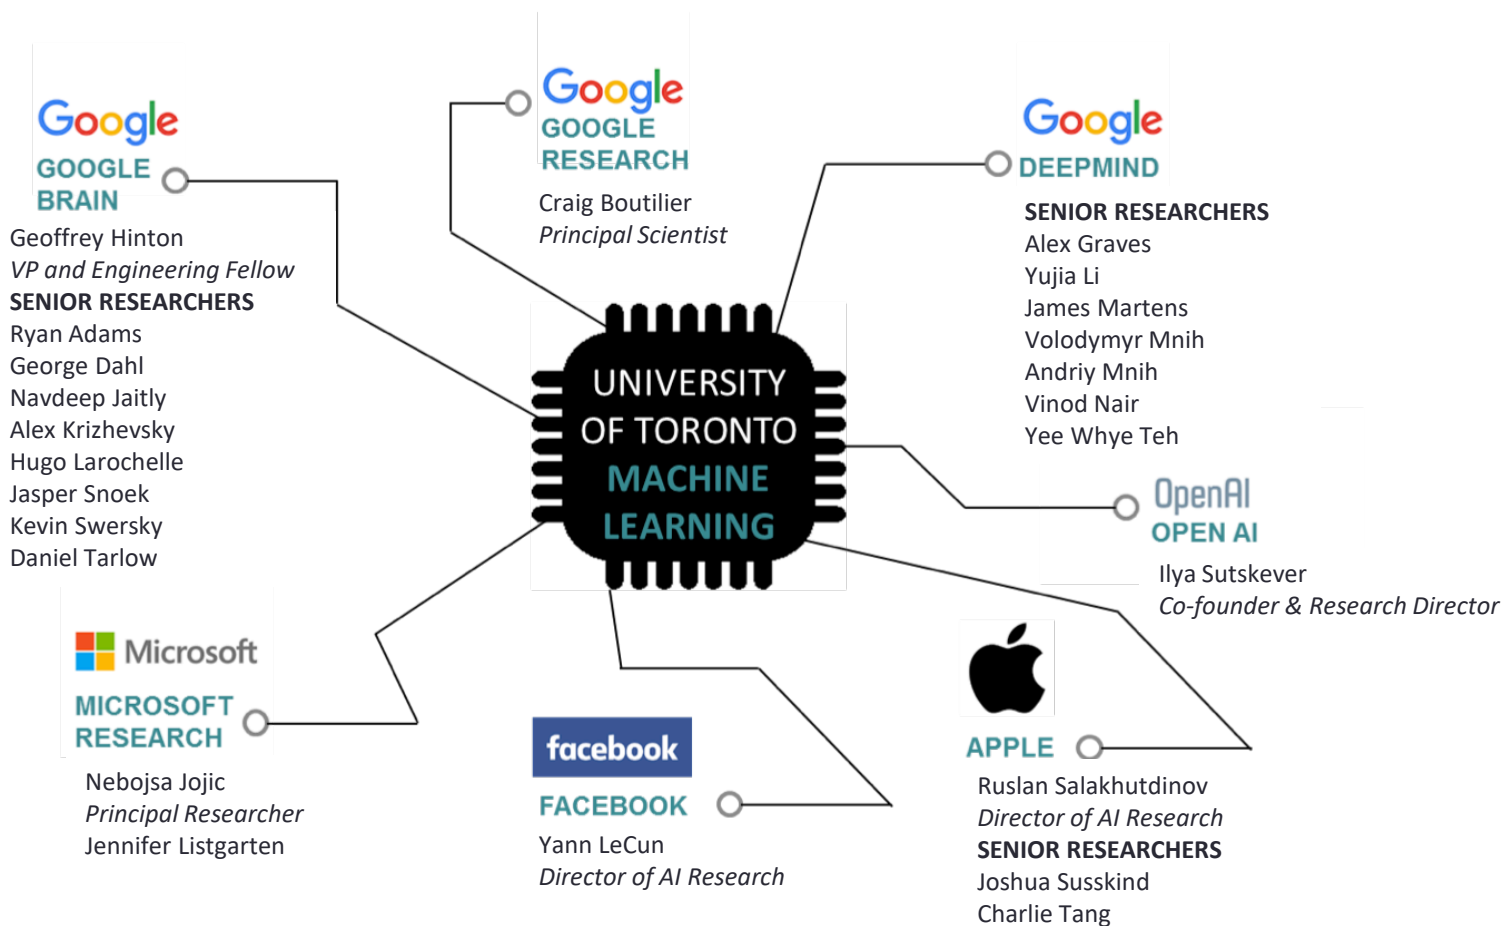 Google
GOOGLE
BRAIN
Geoffrey Hinton
VP and Engineering Fellow
SENIOR RESEARCHERS
Ryan Adams
George Dahl
Navdeep Jaitly
Alex Krizhevsky
Hugo Larochelle
Jasper Snoek
Kevin Swersky
Daniel Tarlow
Google
GOOGLE
RESEARCH
Craig Boutilier
Principal Scientist
Google
DEEPMIND
SENIOR RESEARCHERS
Alex Graves
Yujia Li
James Martens
Volodymyr Mnih
Andriy Mnih
Vinod Nair
Yee Whye Teh
UNIVERSITY
OF TORONTO
MACHINE
LEARNING
OpenAI
OPEN AI
Ilya Sutskever
Co-founder & Research Director
Microsoft
MICROSOFT
RESEARCH
Nebojsa Jojic
Principal Researcher
Jennifer Listgarten
facebook
FACEBOOK
Yann LeCun
Director of AI Research
APPLE
Ruslan Salakhutdinov
Director of AI Research
SENIOR RESEARCHERS
Joshua Susskind
Charlie Tang